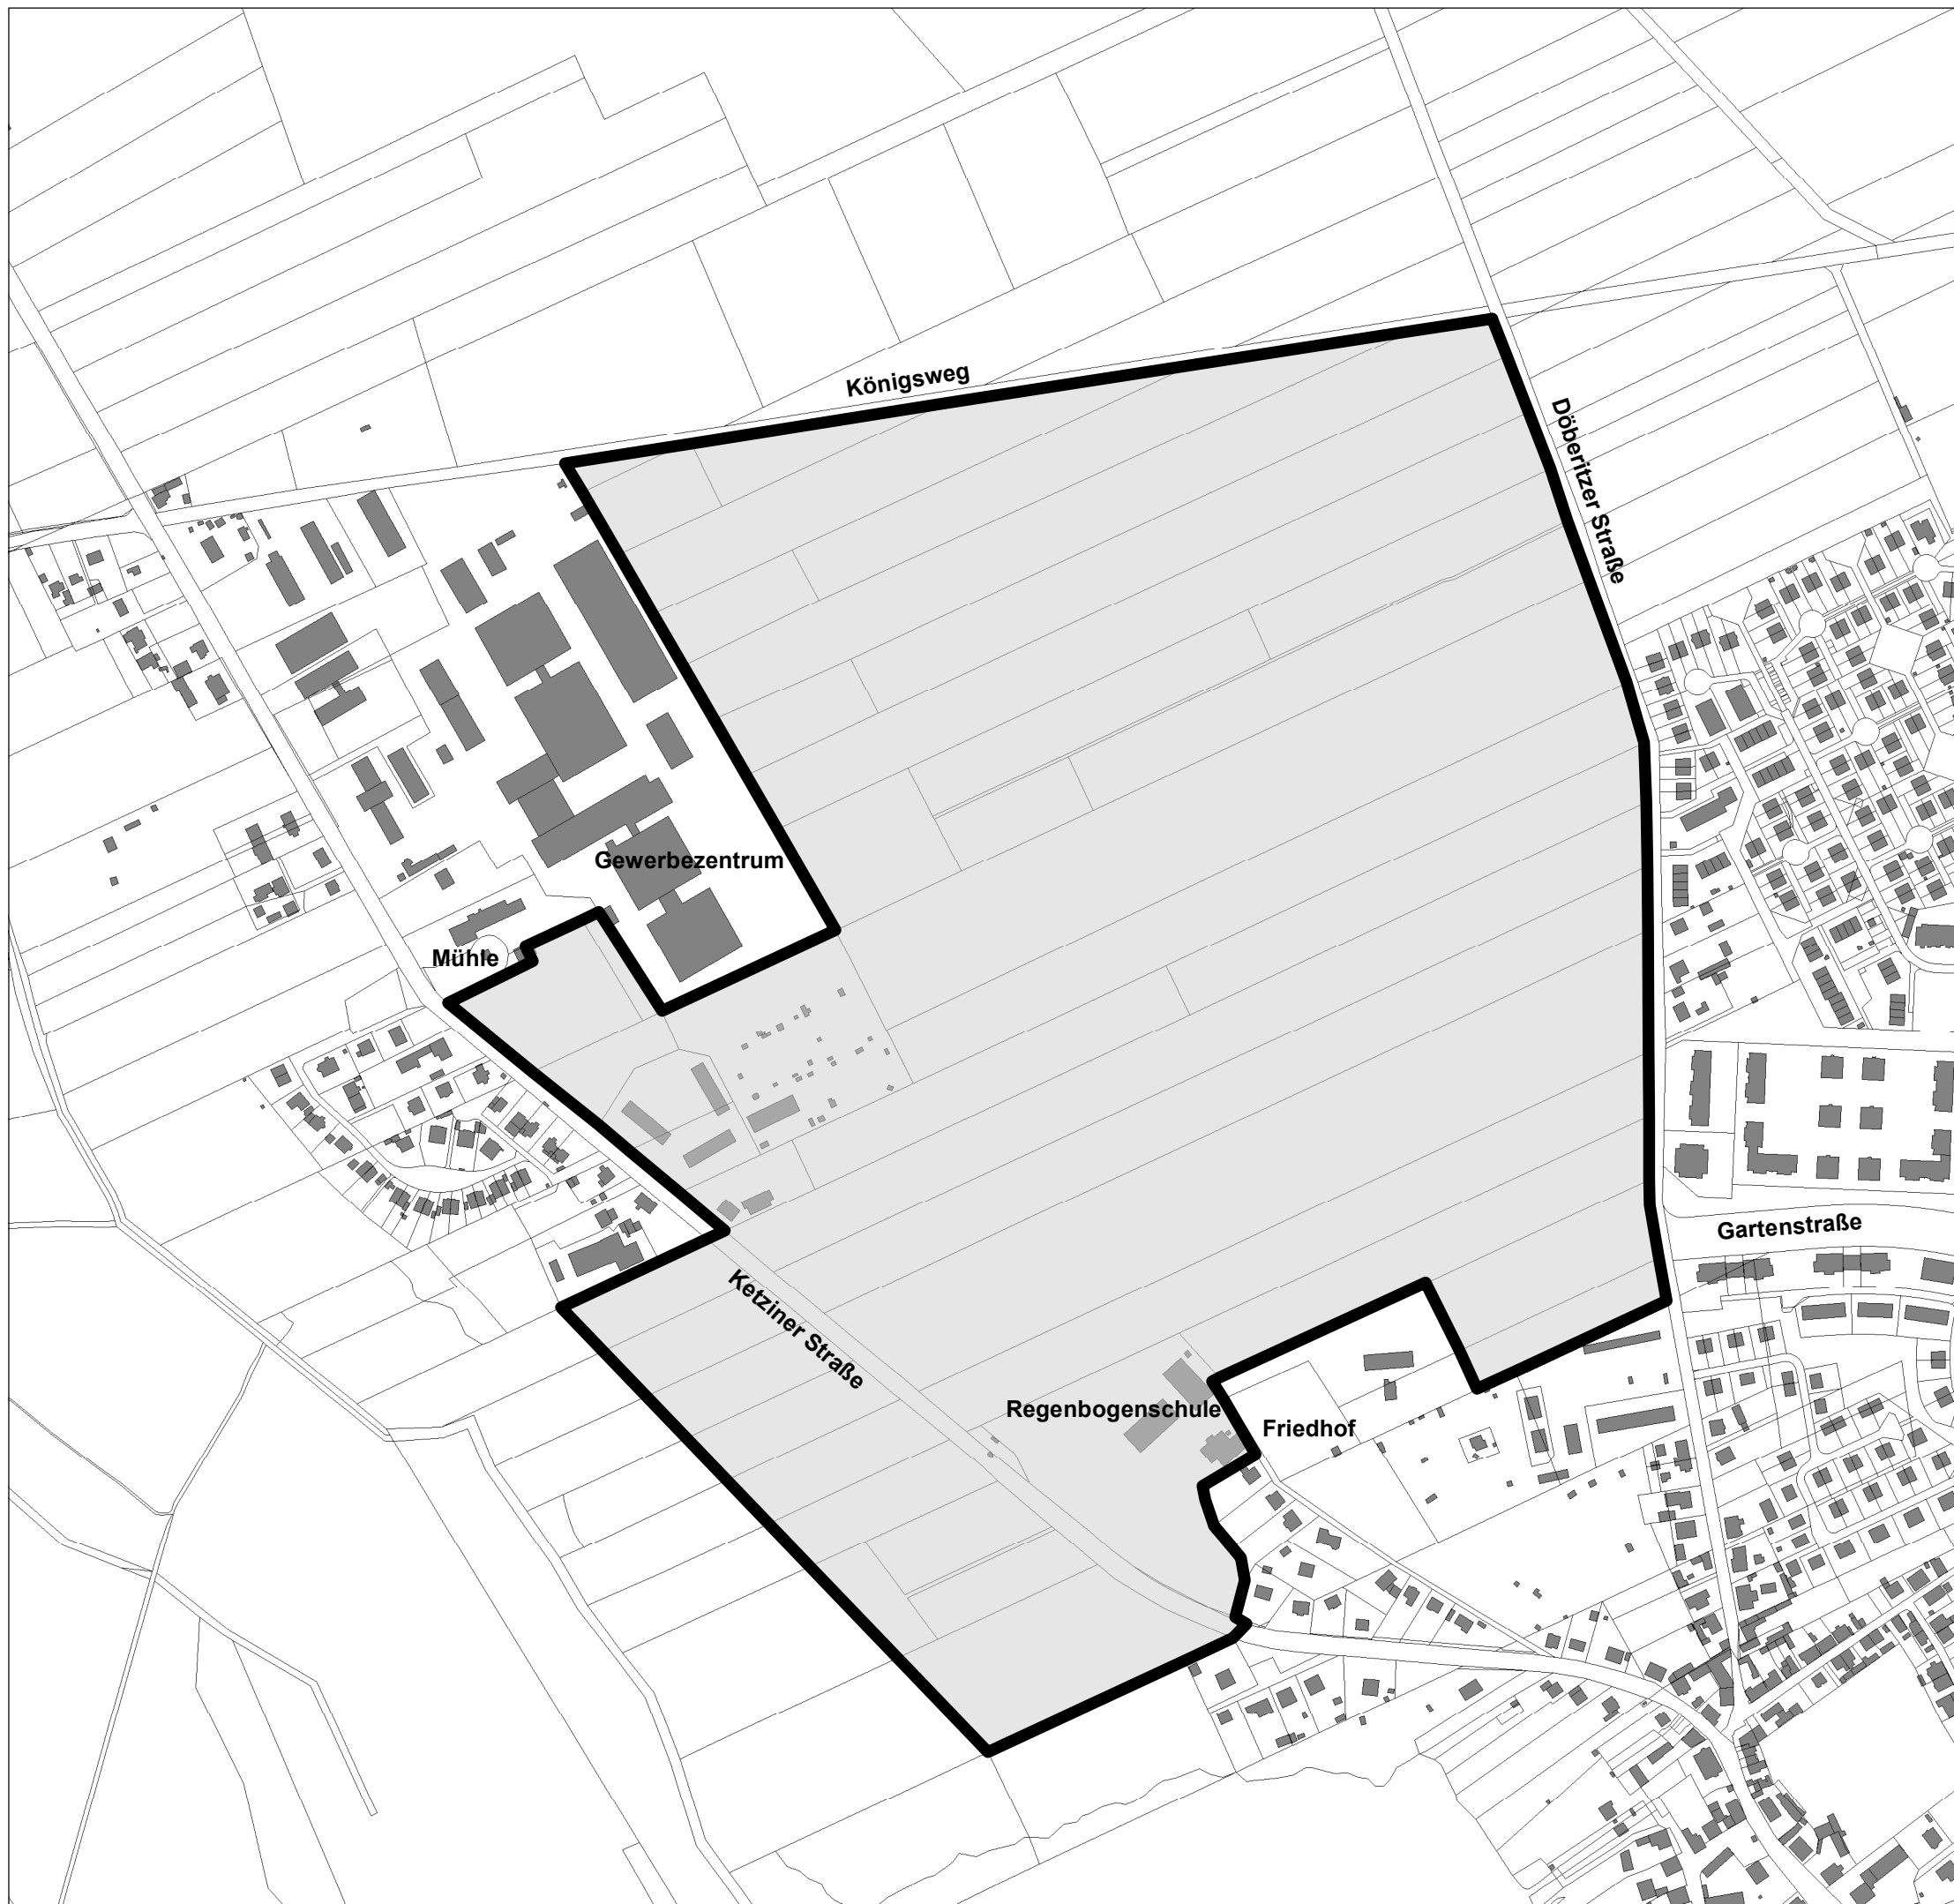 Königsweg
Döberitzer Straße
Gewerbezentrum
Mühle
Gartenstraße
Ketziner Straße
Regenbogenschule
Friedhof